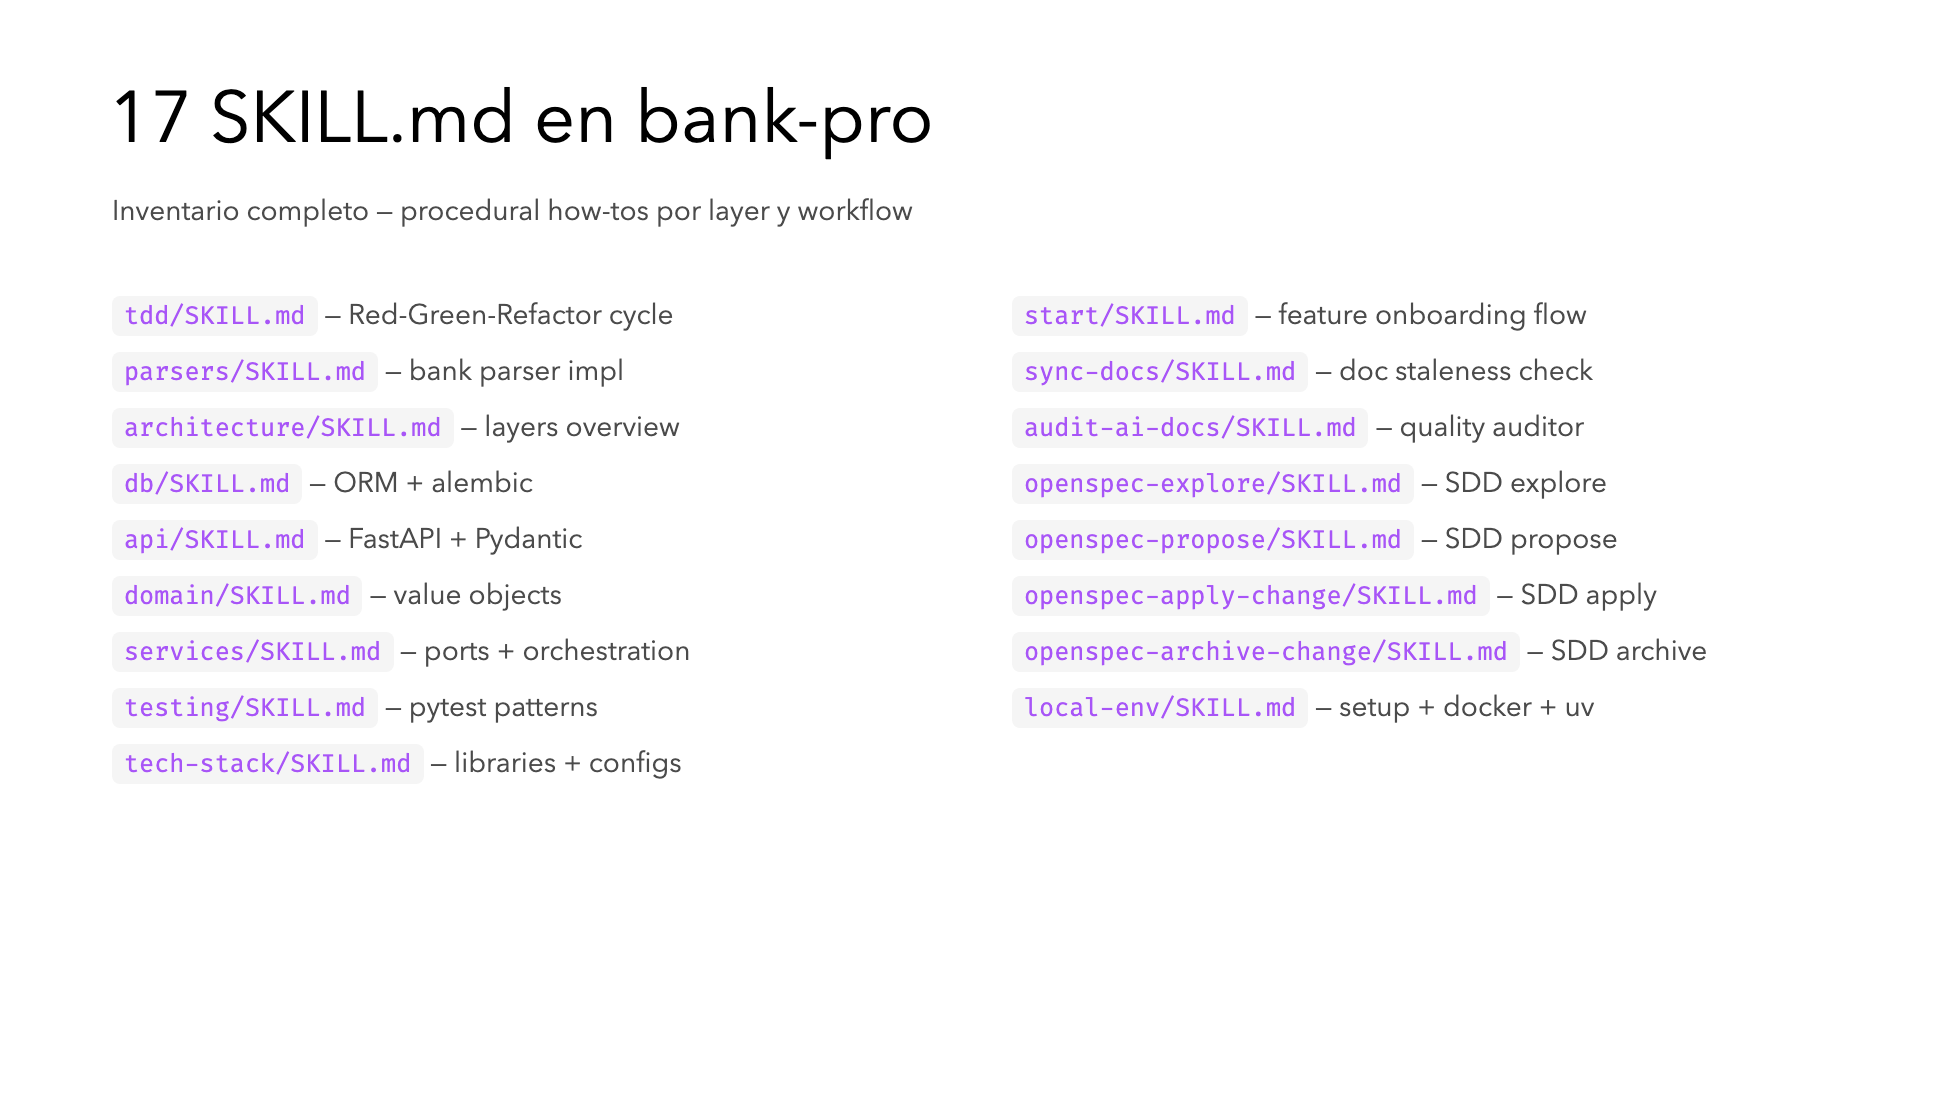 17 SKILL.md en bank-pro
Inventario completo — procedural how-tos por layer y workflow
tdd/SKILL.md — Red-Green-Refactor cycle
parsers/SKILL.md — bank parser impl
architecture/SKILL.md — layers overview
db/SKILL.md — ORM + alembic
api/SKILL.md — FastAPI + Pydantic
domain/SKILL.md — value objects
services/SKILL.md — ports + orchestration
testing/SKILL.md — pytest patterns
tech-stack/SKILL.md — libraries + configs
start/SKILL.md — feature onboarding flow
sync-docs/SKILL.md — doc staleness check
audit-ai-docs/SKILL.md — quality auditor
openspec-explore/SKILL.md — SDD explore
openspec-propose/SKILL.md — SDD propose
openspec-apply-change/SKILL.md — SDD apply
openspec-archive-change/SKILL.md — SDD archive
local-env/SKILL.md — setup + docker + uv